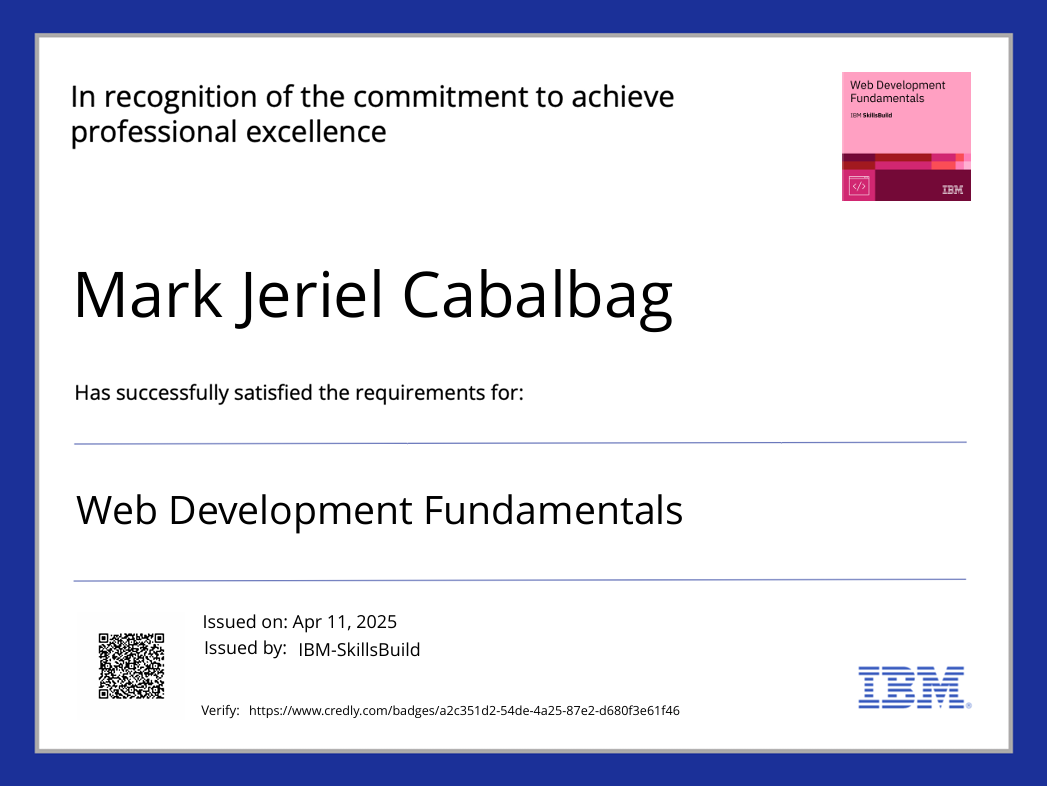 In recognition of the commitment to achieve
professional excellence
Web Development
Fundamentals
IBM SkillsBuild
</>
IBM
Mark Jeriel Cabalbag
Has successfully satisfied the requirements for:
Web Development Fundamentals
Issued on: Apr 11, 2025
Issued by: IBM-SkillsBuild
Verify: https://www.credly.com/badges/a2c351d2-54de-4a25-87e2-d680f3e61f46
IBM®